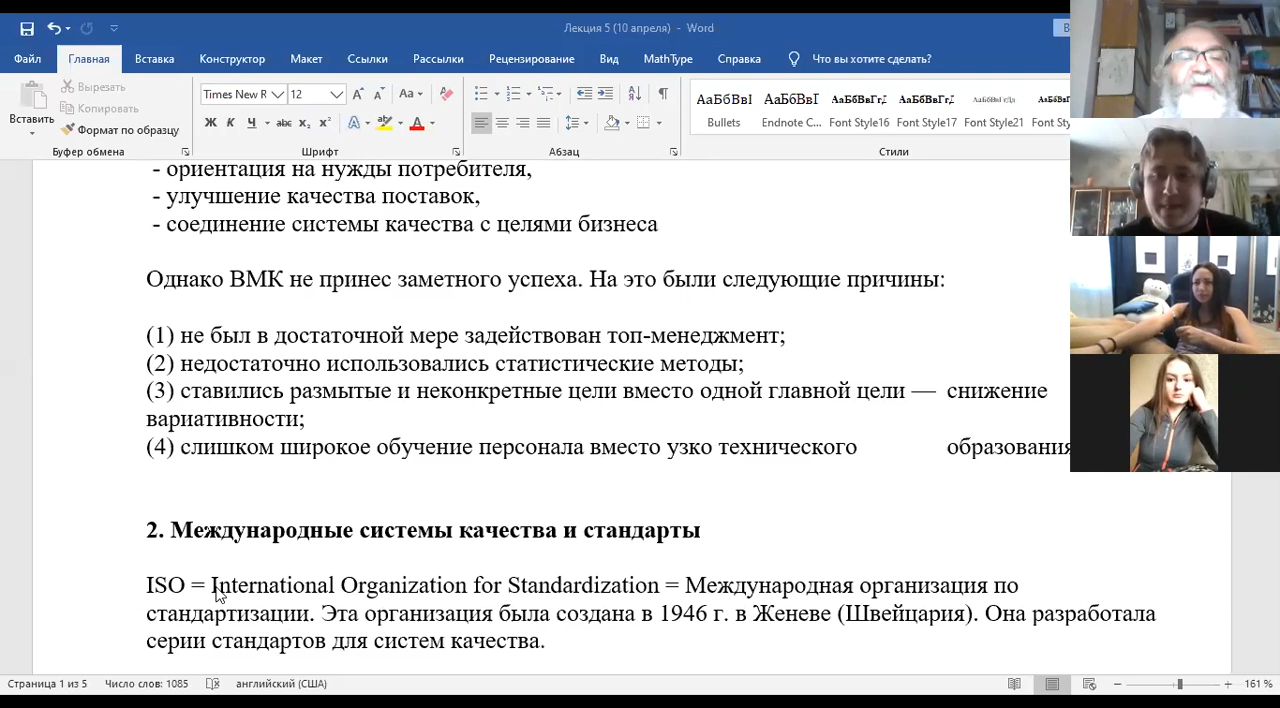 Лекция 5 (10 апреля) - Word
Файл Главная Вставка Конструктор Макет Ссылки Рассылки Рецензирование Вид MathType Справка Что вы хотите сделать?
Вставить
Вырезать
Копировать
Формат по образцу
Буфер обмена
Times New R 12
Aa
Ж К Ч abc x₂ x² A A
Шрифт
Абзац
АаБбВвІ АаБбВвІ АаБбВвГг, АаБбВвГг, АаБбВвГгДд АаБбВвГ
Bullets Endnote C... Font Style16 Font Style17 Font Style21 Font Sty
Стили
- ориентация на нужды потребителя,
- улучшение качества поставок,
- соединение системы качества с целями бизнеса
Однако ВМК не принес заметного успеха. На это были следующие причины:
(1) не был в достаточной мере задействован топ-менеджмент;
(2) недостаточно использовались статистические методы;
(3) ставились размытые и неконкретные цели вместо одной главной цели — снижение
вариативности;
(4) слишком широкое обучение персонала вместо узко технического образования
2. Международные системы качества и стандарты
ISO = International Organization for Standardization = Международная организация по
стандартизации. Эта организация была создана в 1946 г. в Женеве (Швейцария). Она разработала
серии стандартов для систем качества.
Страница 1 из 5 Число слов: 1085 английский (США) 161 %